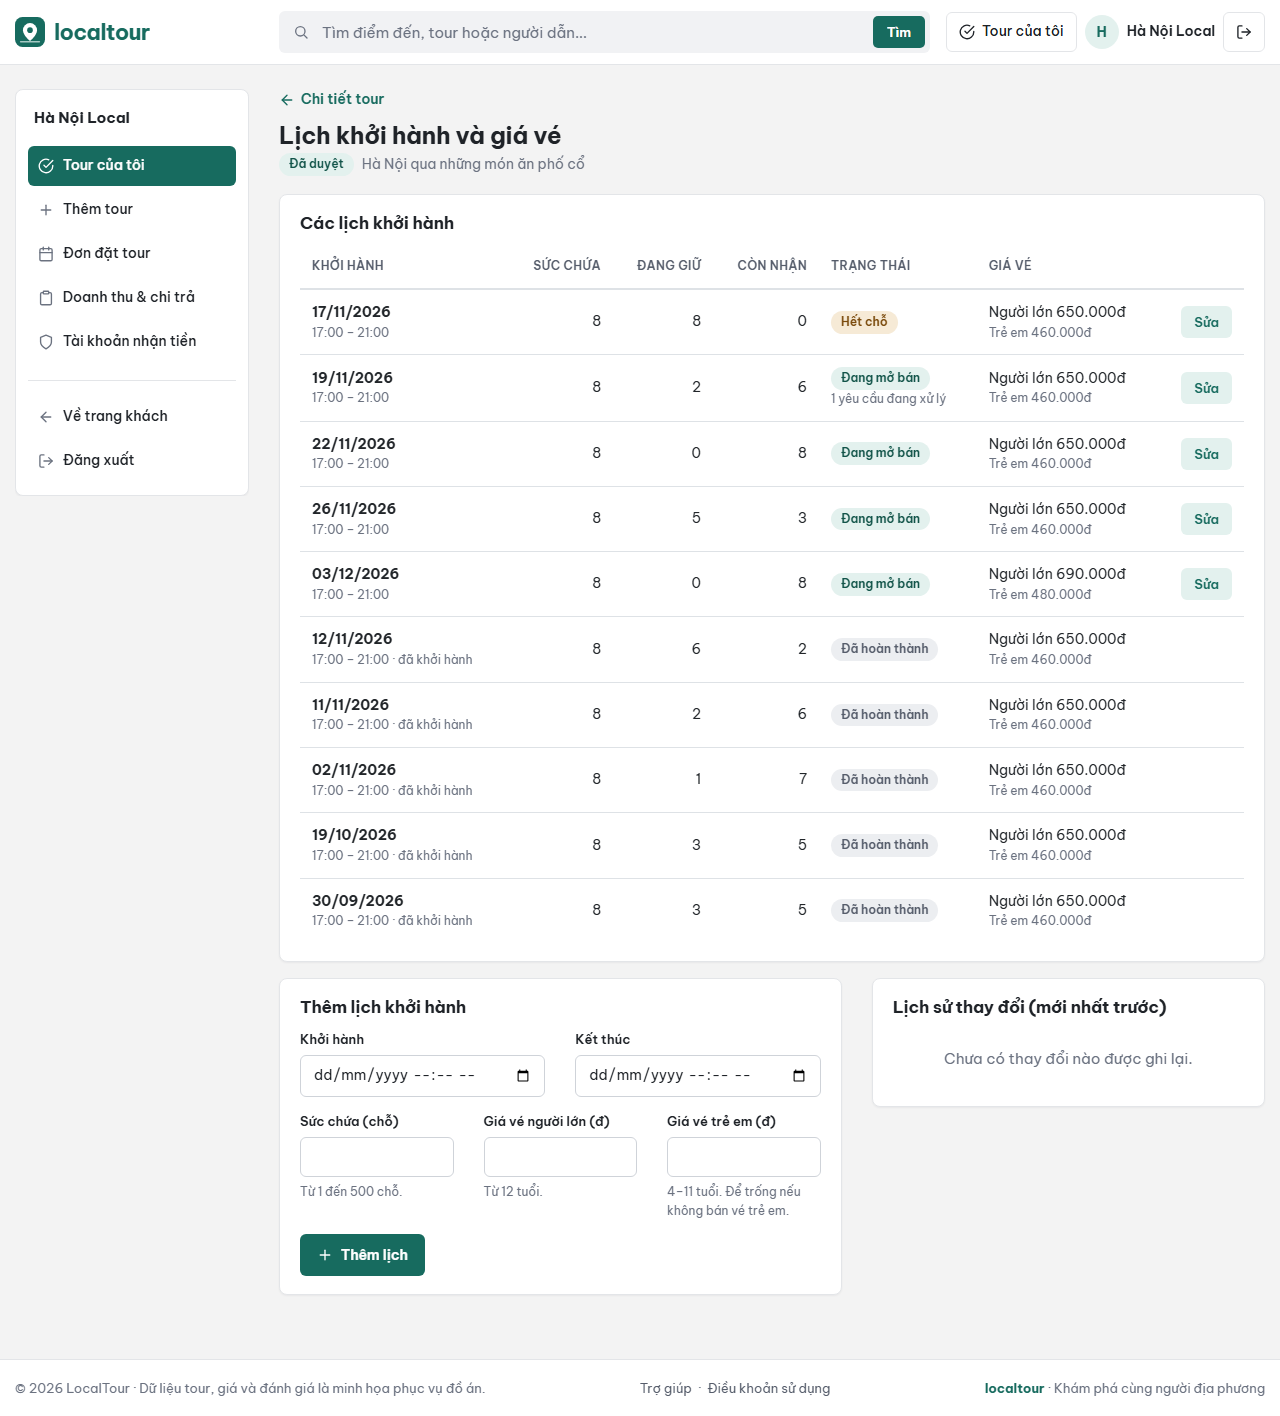 localtour
Tìm điểm đến, tour hoặc người dẫn...
Tìm
Tour của tôi
H
Hà Nội Local
Hà Nội Local
Tour của tôi
Thêm tour
Đơn đặt tour
Doanh thu & chi trả
Tài khoản nhận tiền
Về trang khách
Đăng xuất
Chi tiết tour
Lịch khởi hành và giá vé
Đã duyệt Hà Nội qua những món ăn phố cổ
Các lịch khởi hành
KHỞI HÀNH SỨC CHỨA ĐANG GIỮ CÒN NHẬN TRẠNG THÁI GIÁ VÉ
17/11/2026 8 8 0 Hết chỗ Người lớn 650.000đ Sửa
17:00 – 21:00 Trẻ em 460.000đ
19/11/2026 8 2 6 Đang mở bán Người lớn 650.000đ Sửa
17:00 – 21:00 1 yêu cầu đang xử lý Trẻ em 460.000đ
22/11/2026 8 0 8 Đang mở bán Người lớn 650.000đ Sửa
17:00 – 21:00 Trẻ em 460.000đ
26/11/2026 8 5 3 Đang mở bán Người lớn 650.000đ Sửa
17:00 – 21:00 Trẻ em 460.000đ
03/12/2026 8 0 8 Đang mở bán Người lớn 690.000đ Sửa
17:00 – 21:00 Trẻ em 480.000đ
12/11/2026 8 6 2 Đã hoàn thành Người lớn 650.000đ
17:00 – 21:00 · đã khởi hành Trẻ em 460.000đ
11/11/2026 8 2 6 Đã hoàn thành Người lớn 650.000đ
17:00 – 21:00 · đã khởi hành Trẻ em 460.000đ
02/11/2026 8 1 7 Đã hoàn thành Người lớn 650.000đ
17:00 – 21:00 · đã khởi hành Trẻ em 460.000đ
19/10/2026 8 3 5 Đã hoàn thành Người lớn 650.000đ
17:00 – 21:00 · đã khởi hành Trẻ em 460.000đ
30/09/2026 8 3 5 Đã hoàn thành Người lớn 650.000đ
17:00 – 21:00 · đã khởi hành Trẻ em 460.000đ
Thêm lịch khởi hành
Khởi hành Kết thúc
dd/mm/yyyy --:-- -- dd/mm/yyyy --:-- --
Sức chứa (chỗ) Giá vé người lớn (đ) Giá vé trẻ em (đ)
Từ 1 đến 500 chỗ. Từ 12 tuổi. 4–11 tuổi. Để trống nếu
không bán vé trẻ em.
Thêm lịch
Lịch sử thay đổi (mới nhất trước)
Chưa có thay đổi nào được ghi lại.
© 2026 LocalTour · Dữ liệu tour, giá và đánh giá là minh họa phục vụ đồ án.
Trợ giúp · Điều khoản sử dụng
localtour · Khám phá cùng người địa phương